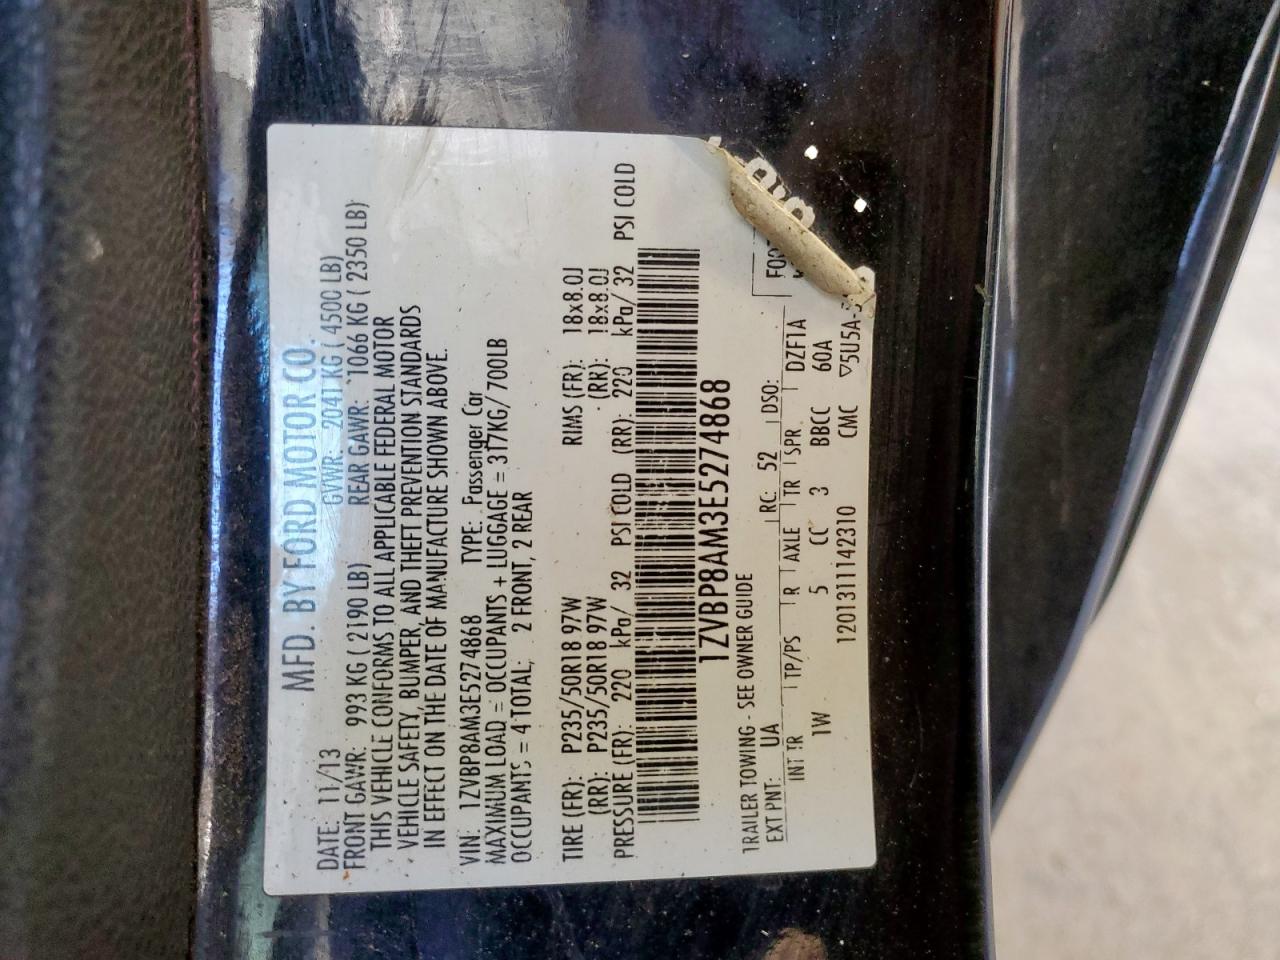 MFD. BY FORD MOTOR CO.
DATE: 11/13 GVWR: 2041 KG ( 4500 LB)
FRONT GAWR: 993 KG ( 2190 LB) REAR GAWR: 1066 KG ( 2350 LB)
THIS VEHICLE CONFORMS TO ALL APPLICABLE FEDERAL MOTOR
VEHICLE SAFETY, BUMPER, AND THEFT PREVENTION STANDARDS
IN EFFECT ON THE DATE OF MANUFACTURE SHOWN ABOVE.
VIN: 1ZVBP8AM3E5274868 TYPE: Passenger Car
MAXIMUM LOAD = OCCUPANTS + LUGGAGE = 317KG/700LB
OCCUPANTS = 4 TOTAL, 2 FRONT, 2 REAR
TIRE (FR): P235/50R18 97W RIMS (FR): 18x8.0J
(RR): P235/50R18 97W (RR): 18x8.0J
PRESSURE (FR): 220 kPa/ 32 PSI COLD (RR): 220 kPa/ 32 PSI COLD
1ZVBP8AM3E5274868
TRAILER TOWING - SEE OWNER GUIDE
EXT PNT: UA RC: 52 DSO:
INT TR TP/PS R AXLE TR SPR DZF1A
1W 5 CC 3 BBCC 60A
12013111142310 CMC ▽5U5A-